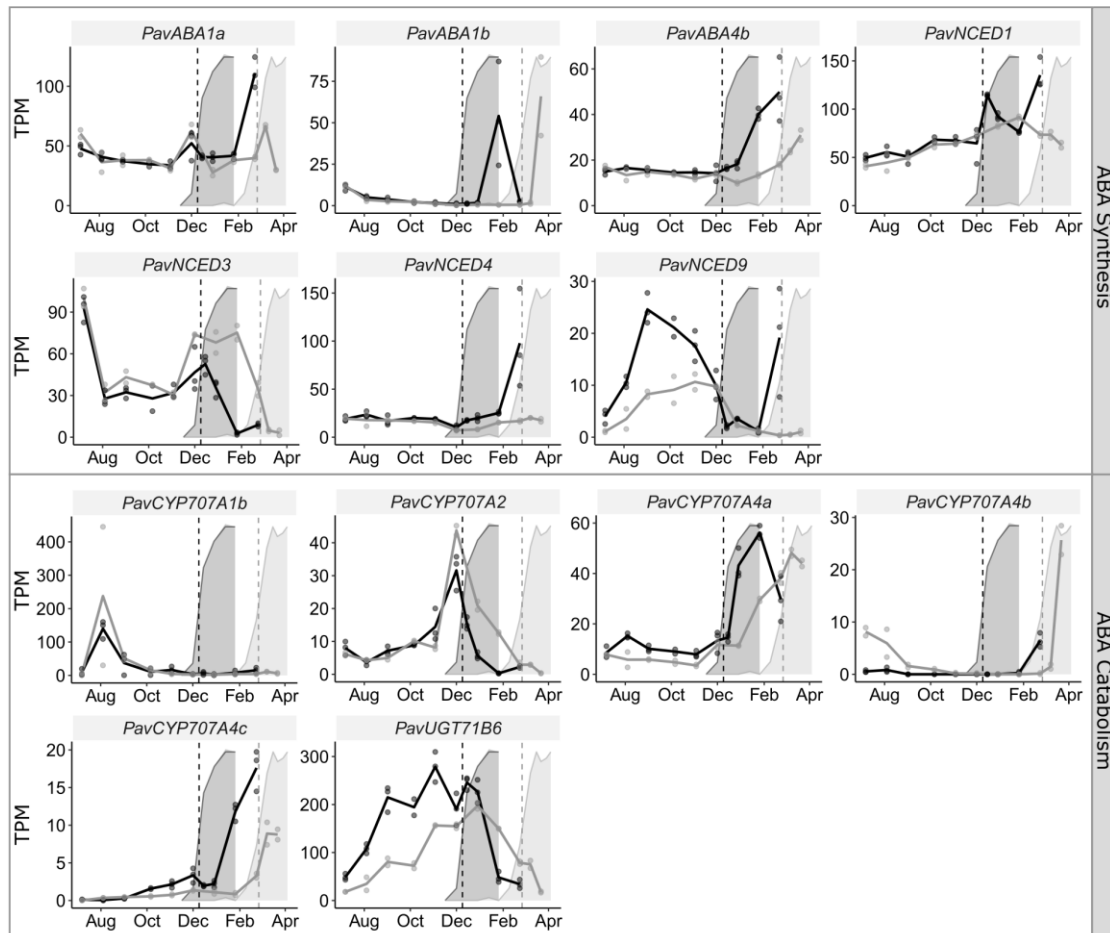 PavABA1a PavABA1b PavABA4b PavNCED1
TPM
100
50
0
Aug Oct Dec Feb Apr
75
50
25
0
Aug Oct Dec Feb Apr
60
40
20
0
Aug Oct Dec Feb Apr
150
100
50
0
Aug Oct Dec Feb Apr
ABA Synthesis
PavNCED3 PavNCED4 PavNCED9
TPM
90
60
30
0
Aug Oct Dec Feb Apr
150
100
50
0
Aug Oct Dec Feb Apr
30
20
10
0
Aug Oct Dec Feb Apr
PavCYP707A1b PavCYP707A2 PavCYP707A4a PavCYP707A4b
TPM
400
300
200
100
0
Aug Oct Dec Feb Apr
40
30
20
10
0
Aug Oct Dec Feb Apr
60
40
20
0
Aug Oct Dec Feb Apr
30
20
10
0
Aug Oct Dec Feb Apr
ABA Catabolism
PavCYP707A4c PavUGT71B6
TPM
20
15
10
5
0
Aug Oct Dec Feb Apr
300
200
100
0
Aug Oct Dec Feb Apr